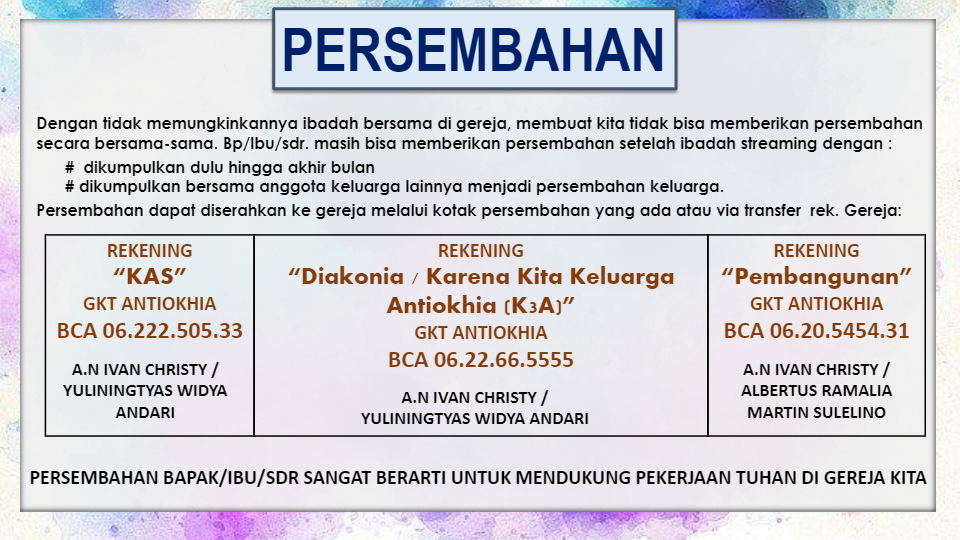 PERSEMBAHAN
Dengan tidak memungkinkannya ibadah bersama di gereja, membuat kita tidak bisa memberikan persembahan
secara bersama-sama. Bp/Ibu/sdr. masih bisa memberikan persembahan setelah ibadah streaming dengan :
# dikumpulkan dulu hingga akhir bulan
# dikumpulkan bersama anggota keluarga lainnya menjadi persembahan keluarga.
Persembahan dapat diserahkan ke gereja melalui kotak persembahan yang ada atau via transfer rek. Gereja:
REKENING
“KAS”
GKT ANTIOKHIA
BCA 06.222.505.33
A.N IVAN CHRISTY /
YULININGTYAS WIDYA
ANDARI
REKENING
“Diakonia / Karena Kita Keluarga
Antiokhia (K3A)”
GKT ANTIOKHIA
BCA 06.22.66.5555
A.N IVAN CHRISTY /
YULININGTYAS WIDYA ANDARI
REKENING
“Pembangunan”
GKT ANTIOKHIA
BCA 06.20.5454.31
A.N IVAN CHRISTY /
ALBERTUS RAMALIA
MARTIN SULELINO
PERSEMBAHAN BAPAK/IBU/SDR SANGAT BERARTI UNTUK MENDUKUNG PEKERJAAN TUHAN DI GEREJA KITA